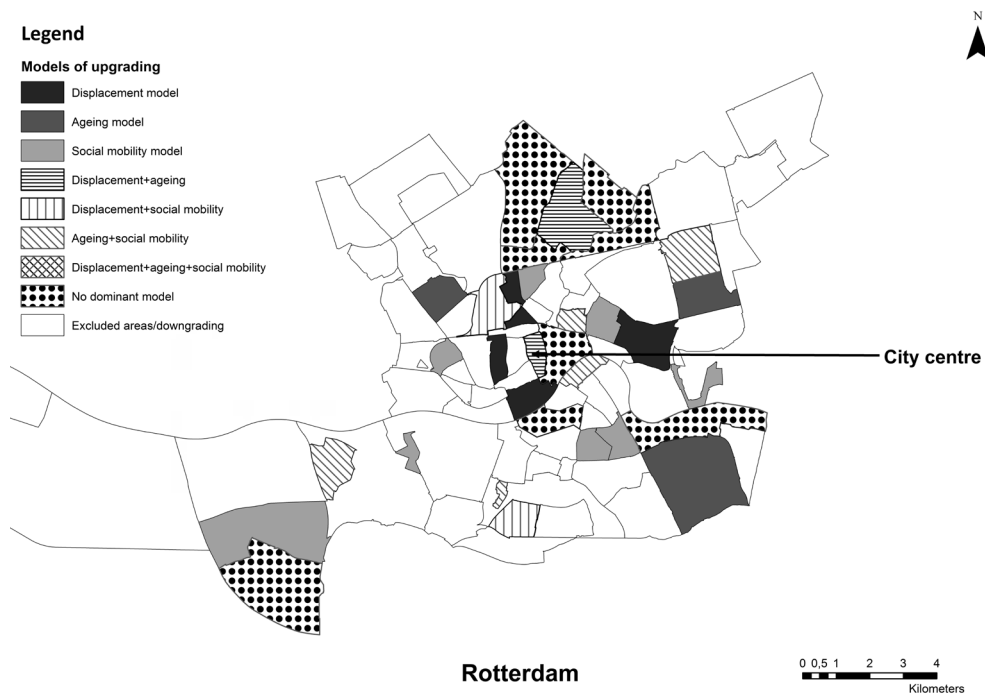 N
Legend
Models of upgrading
Displacement model
Ageing model
Social mobility model
Displacement+ageing
Displacement+social mobility
Ageing+social mobility
Displacement+ageing+social mobility
No dominant model
Excluded areas/downgrading
City centre
Rotterdam
0 0,5 1 2 3 4
Kilometers